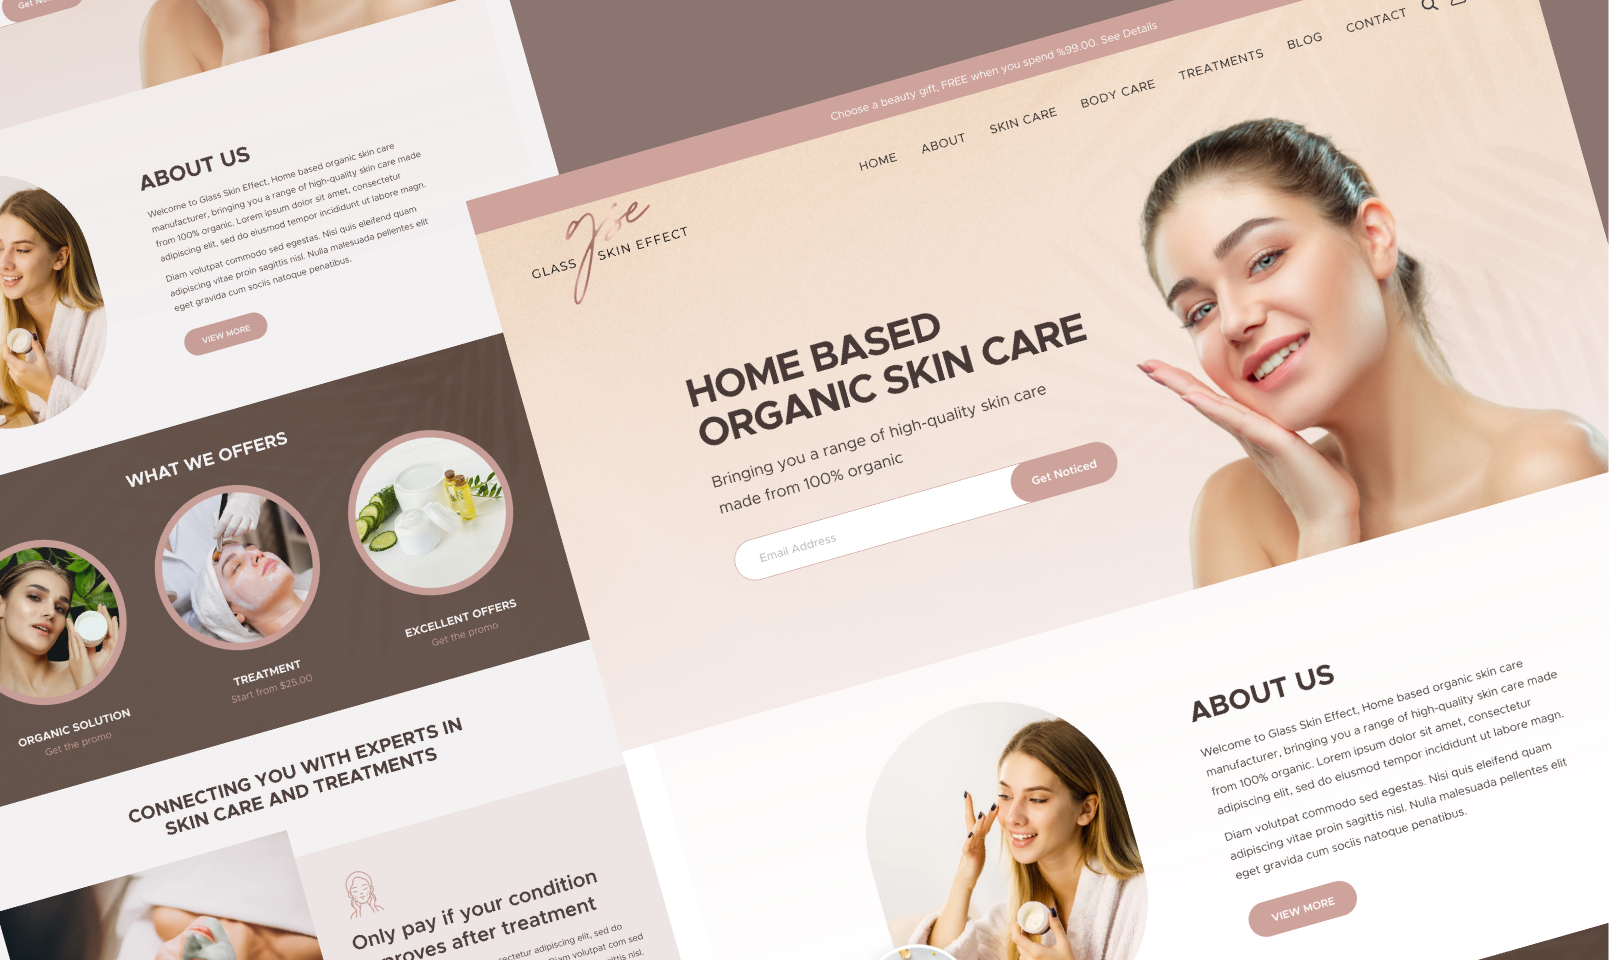 Get No
ABOUT US
Welcome to Glass Skin Effect, Home based organic skin care
manufacturer, bringing you a range of high-quality skin care made
from 100% organic. Lorem ipsum dolor sit amet, consectetur
adipiscing elit, sed do eiusmod tempor incididunt ut labore magn.
Diam volutpat commodo sed egestas. Nisi quis eleifend quam
adipiscing vitae proin sagittis nisl. Nulla malesuada pellentes elit
eget gravida cum sociis natoque penatibus.
VIEW MORE
WHAT WE OFFERS
ORGANIC SOLUTION
Get the promo
TREATMENT
Start from $25.00
EXCELLENT OFFERS
Get the promo
CONNECTING YOU WITH EXPERTS IN
SKIN CARE AND TREATMENTS
Only pay if your condition
proves after treatment
sectetur adipiscing elit, sed do
Diam volutpat com sed
sagittis nisl.
Choose a beauty gift, FREE when you spend %99.00. See Details
HOME ABOUT SKIN CARE BODY CARE TREATMENTS BLOG CONTACT
gse
GLASS SKIN EFFECT
HOME BASED
ORGANIC SKIN CARE
Bringing you a range of high-quality skin care
made from 100% organic
Email Address Get Noticed
ABOUT US
Welcome to Glass Skin Effect, Home based organic skin care
manufacturer, bringing you a range of high-quality skin care made
from 100% organic. Lorem ipsum dolor sit amet, consectetur
adipiscing elit, sed do eiusmod tempor incididunt ut labore magn.
Diam volutpat commodo sed egestas. Nisi quis eleifend quam
adipiscing vitae proin sagittis nisl. Nulla malesuada pellentes elit
eget gravida cum sociis natoque penatibus.
VIEW MORE